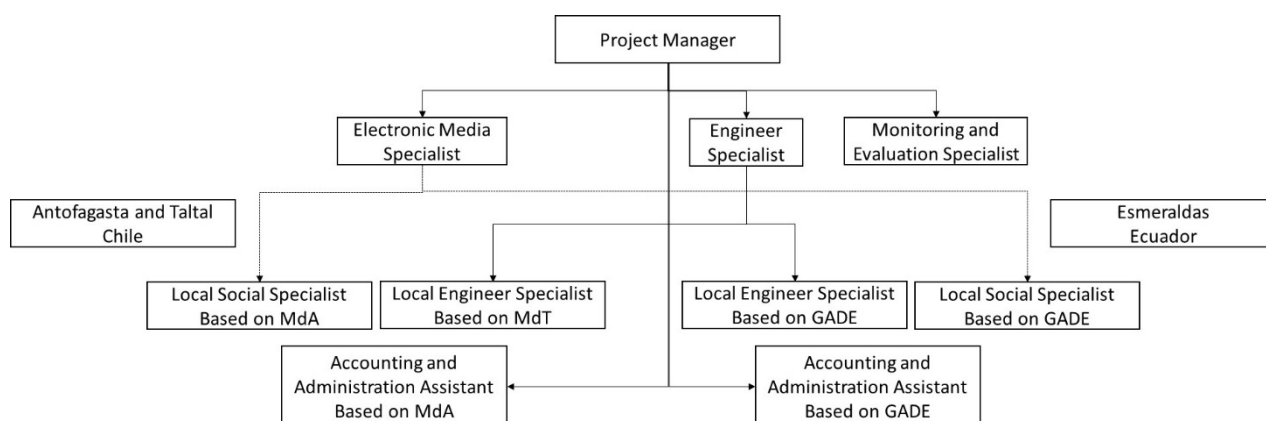 Project Manager
Electronic Media
Specialist
Engineer
Specialist
Monitoring and
Evaluation Specialist
Antofagasta and Taltal
Chile
Esmeraldas
Ecuador
Local Social Specialist
Based on MdA
Local Engineer Specialist
Based on MdT
Local Engineer Specialist
Based on GADE
Local Social Specialist
Based on GADE
Accounting and
Administration Assistant
Based on MdA
Accounting and
Administration Assistant
Based on GADE